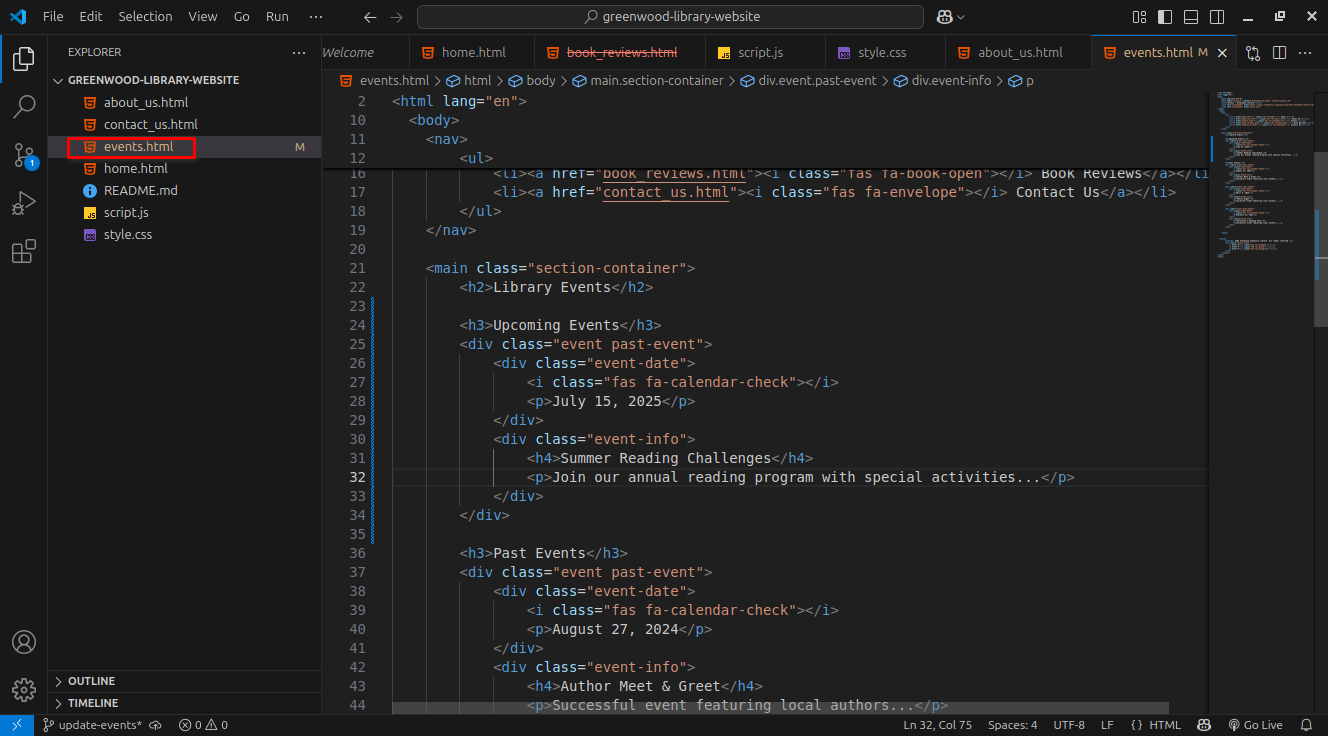 File Edit Selection View Go Run ··· greenwood-library-website
EXPLORER ···
Welcome home.html book_reviews.html script.js style.css about_us.html events.html M ···
GREENWOOD-LIBRARY-WEBSITE
events.html > html > body > main.section-container > div.event.past-event > div.event-info > p
about_us.html
contact_us.html
events.html M
home.html
README.md
script.js
style.css
1
OUTLINE
TIMELINE
2 <html lang="en">
10 <body>
11 <nav>
12 <ul>
16 <li><a href="book_reviews.html"><i class="fas fa-book-open"></i> Book Reviews</a></li
17 <li><a href="contact_us.html"><i class="fas fa-envelope"></i> Contact Us</a></li>
18 </ul>
19 </nav>
20
21 <main class="section-container">
22 <h2>Library Events</h2>
23
24 <h3>Upcoming Events</h3>
25 <div class="event past-event">
26 <div class="event-date">
27 <i class="fas fa-calendar-check"></i>
28 <p>July 15, 2025</p>
29 </div>
30 <div class="event-info">
31 <h4>Summer Reading Challenges</h4>
32 <p>Join our annual reading program with special activities...</p>
33 </div>
34 </div>
35
36 <h3>Past Events</h3>
37 <div class="event past-event">
38 <div class="event-date">
39 <i class="fas fa-calendar-check"></i>
40 <p>August 27, 2024</p>
41 </div>
42 <div class="event-info">
43 <h4>Author Meet & Greet</h4>
44 <p>Successful event featuring local authors...</p>
update-events* 0 0 Ln 32, Col 75 Spaces: 4 UTF-8 LF {} HTML Go Live